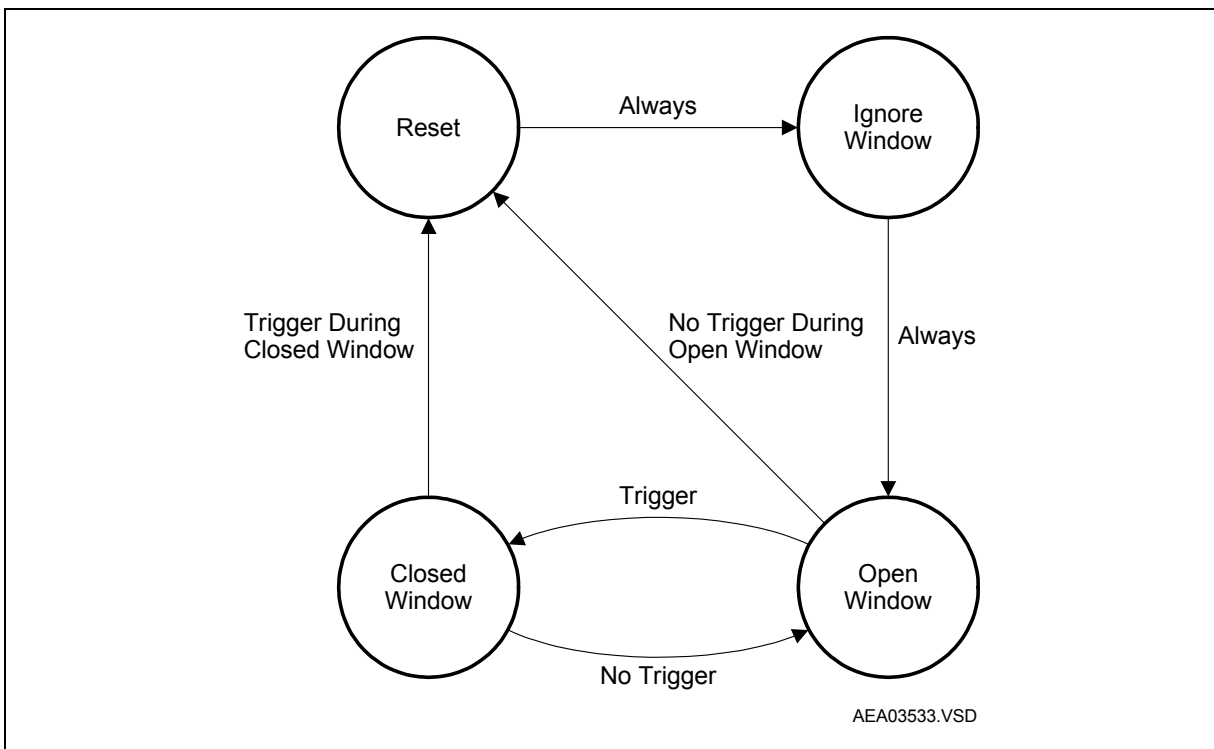 Reset
Always
Ignore
Window
Trigger During
Closed Window
No Trigger During
Open Window
Always
Trigger
Closed
Window
Open
Window
No Trigger
AEA03533.VSD